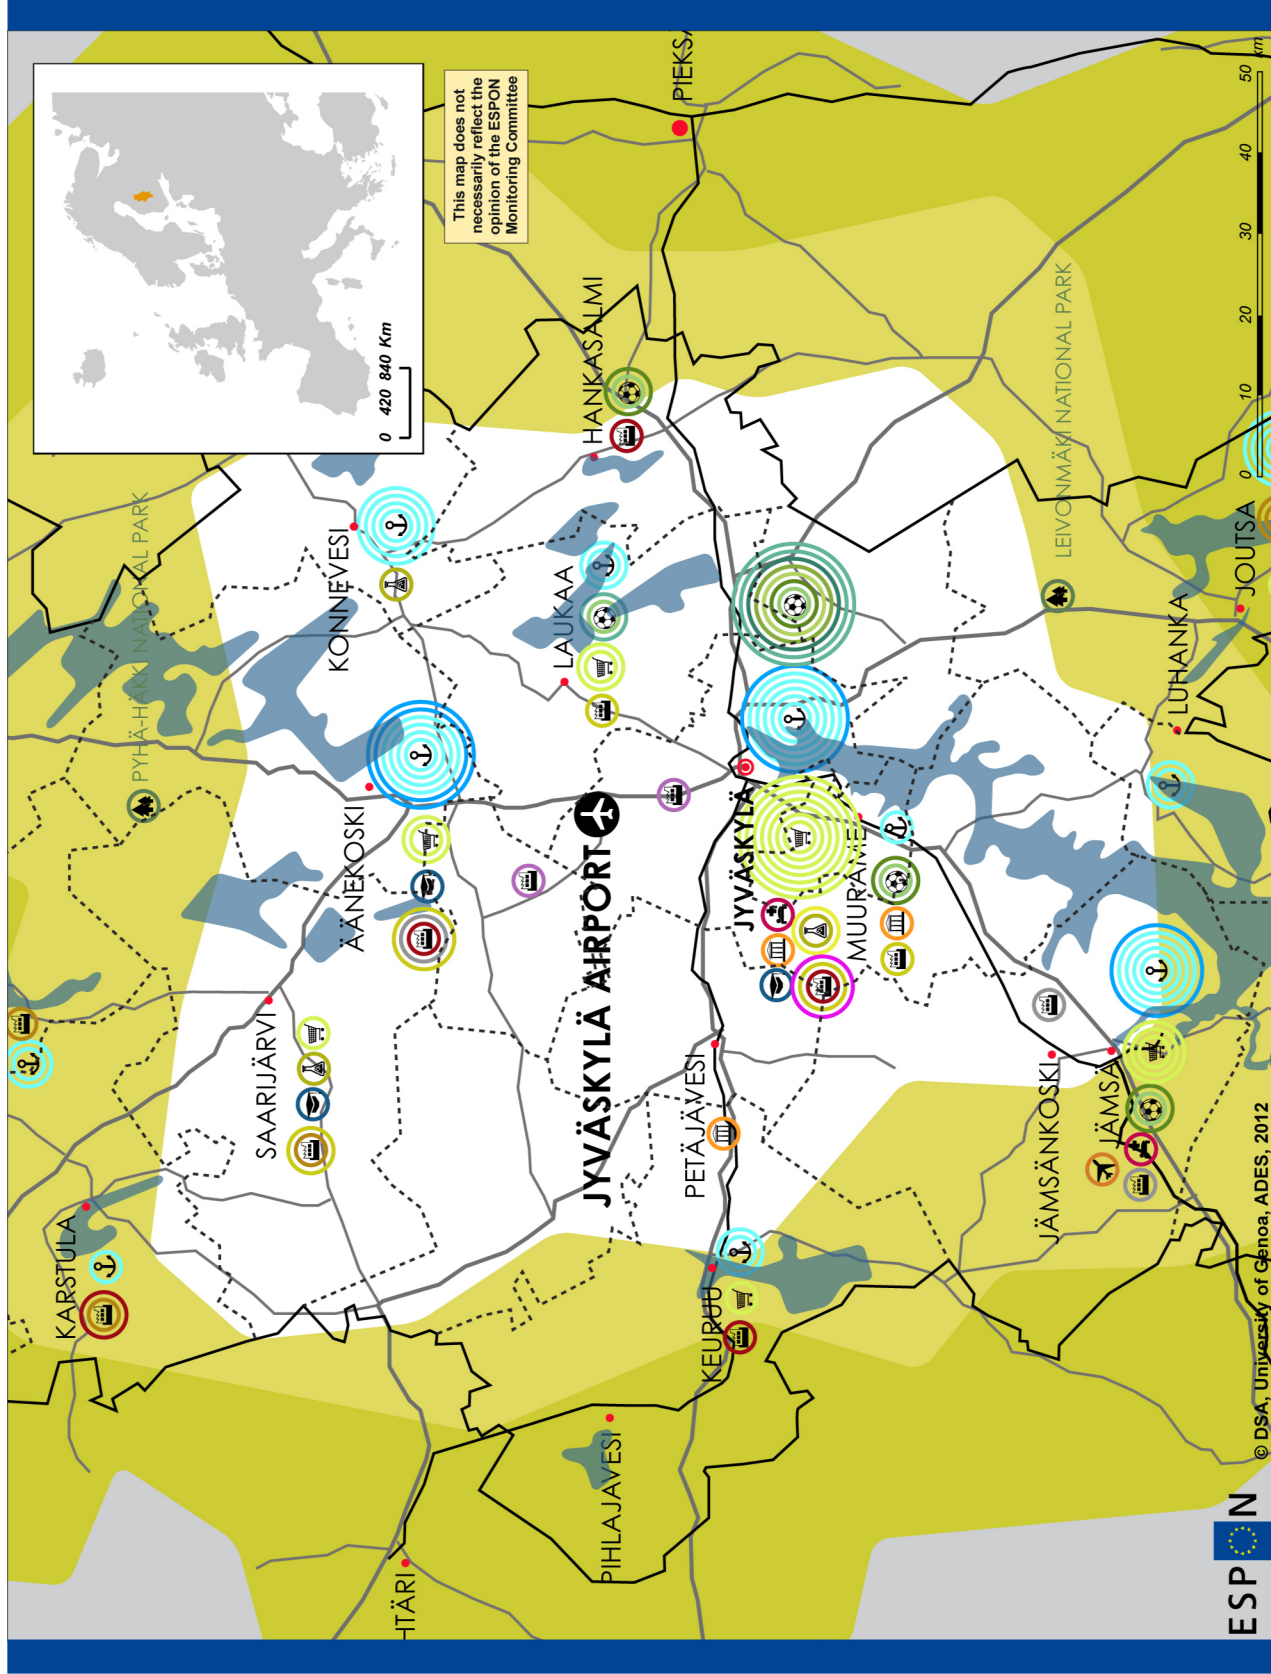 KARSTULA
PYHÄ-HÄKKI NATIONAL PARK
SAARIJÄRVI
KONNEVESI
ÄÄNEKOSKI
0 420 840 Km
HTÄRI
This map does not
necessarily reflect the
opinion of the ESPON
Monitoring Committee
LAUKAA
HANKASALMI
JYVÄSKYLÄ AIRPORT
PIHLAJAVESI
PIEKS
PETÄJÄVESI
KEURUU
JYVÄSKYLÄ
MUURAME
JÄMSÄNKOSKI
LEIVONMÄKI NATIONAL PARK
JÄMSÄ
LUHANKA
JOUTSA
0 10 20 30 40 50 km
ESPON
© DSA, University of Genoa, ADES, 2012